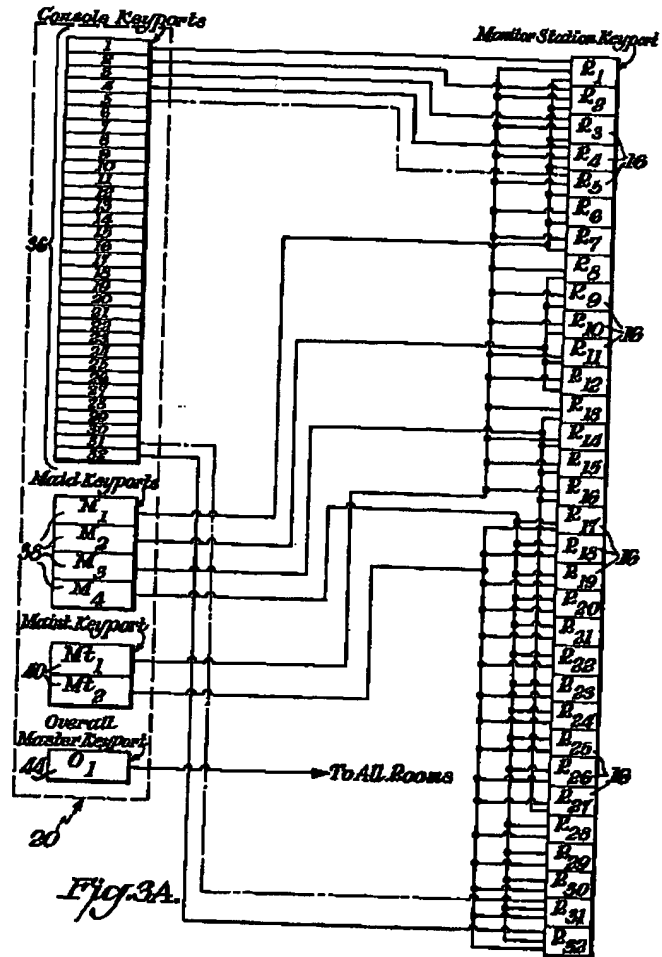 Console Keyports
1
2
3
4
5
6
7
8
9
10
11
12
13
14
15
16
17
18
19
20
21
22
23
24
25
26
27
28
29
30
31
32
36
Maid Keyports
M1
M2
M3
M4
38
Maint. Keyport
Mt1
Mt2
40
Overall
Master Keyport
O1
44
20
To All Rooms
Fig. 3A.
Monitor Station Keyport
R1
R2
R3
R4
R5
R6
R7
R8
R9
R10
R11
R12
R13
R14
R15
R16
R17
R18
R19
R20
R21
R22
R23
R24
R25
R26
R27
R28
R29
R30
R31
R32
16
16
16
16